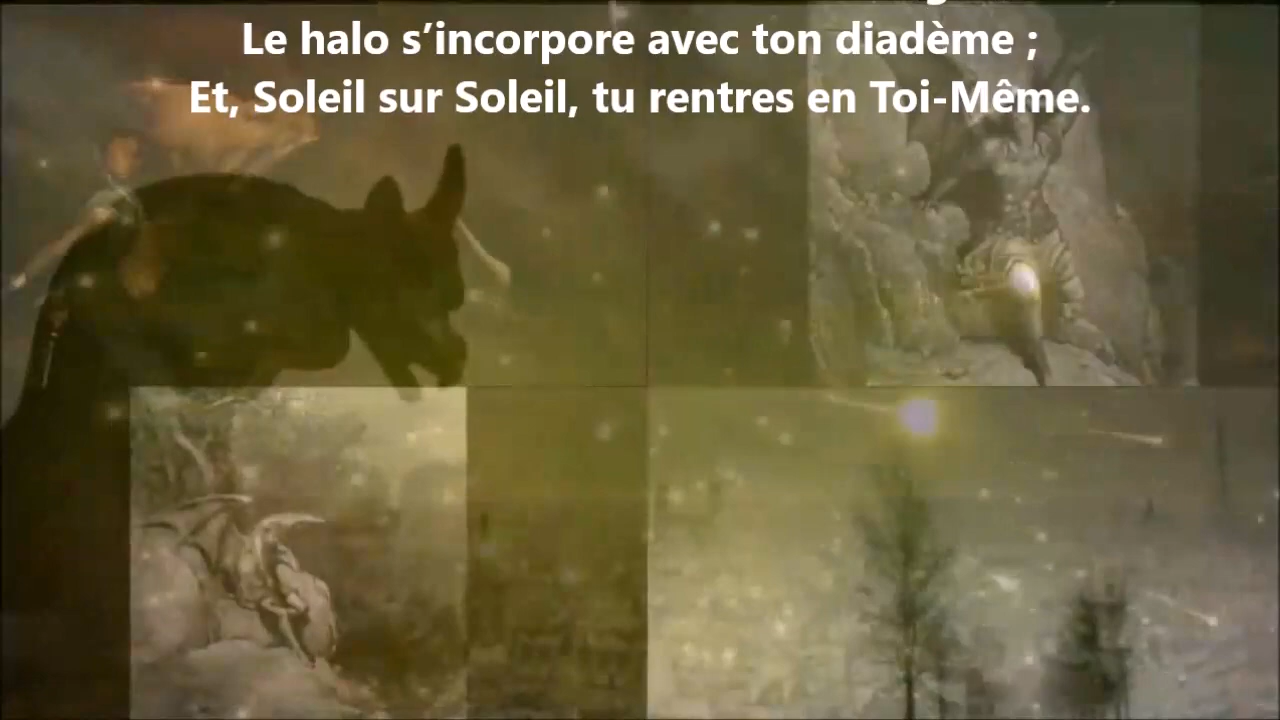 Le halo s’incorpore avec ton diadème ;
Et, Soleil sur Soleil, tu rentres en Toi-Même.